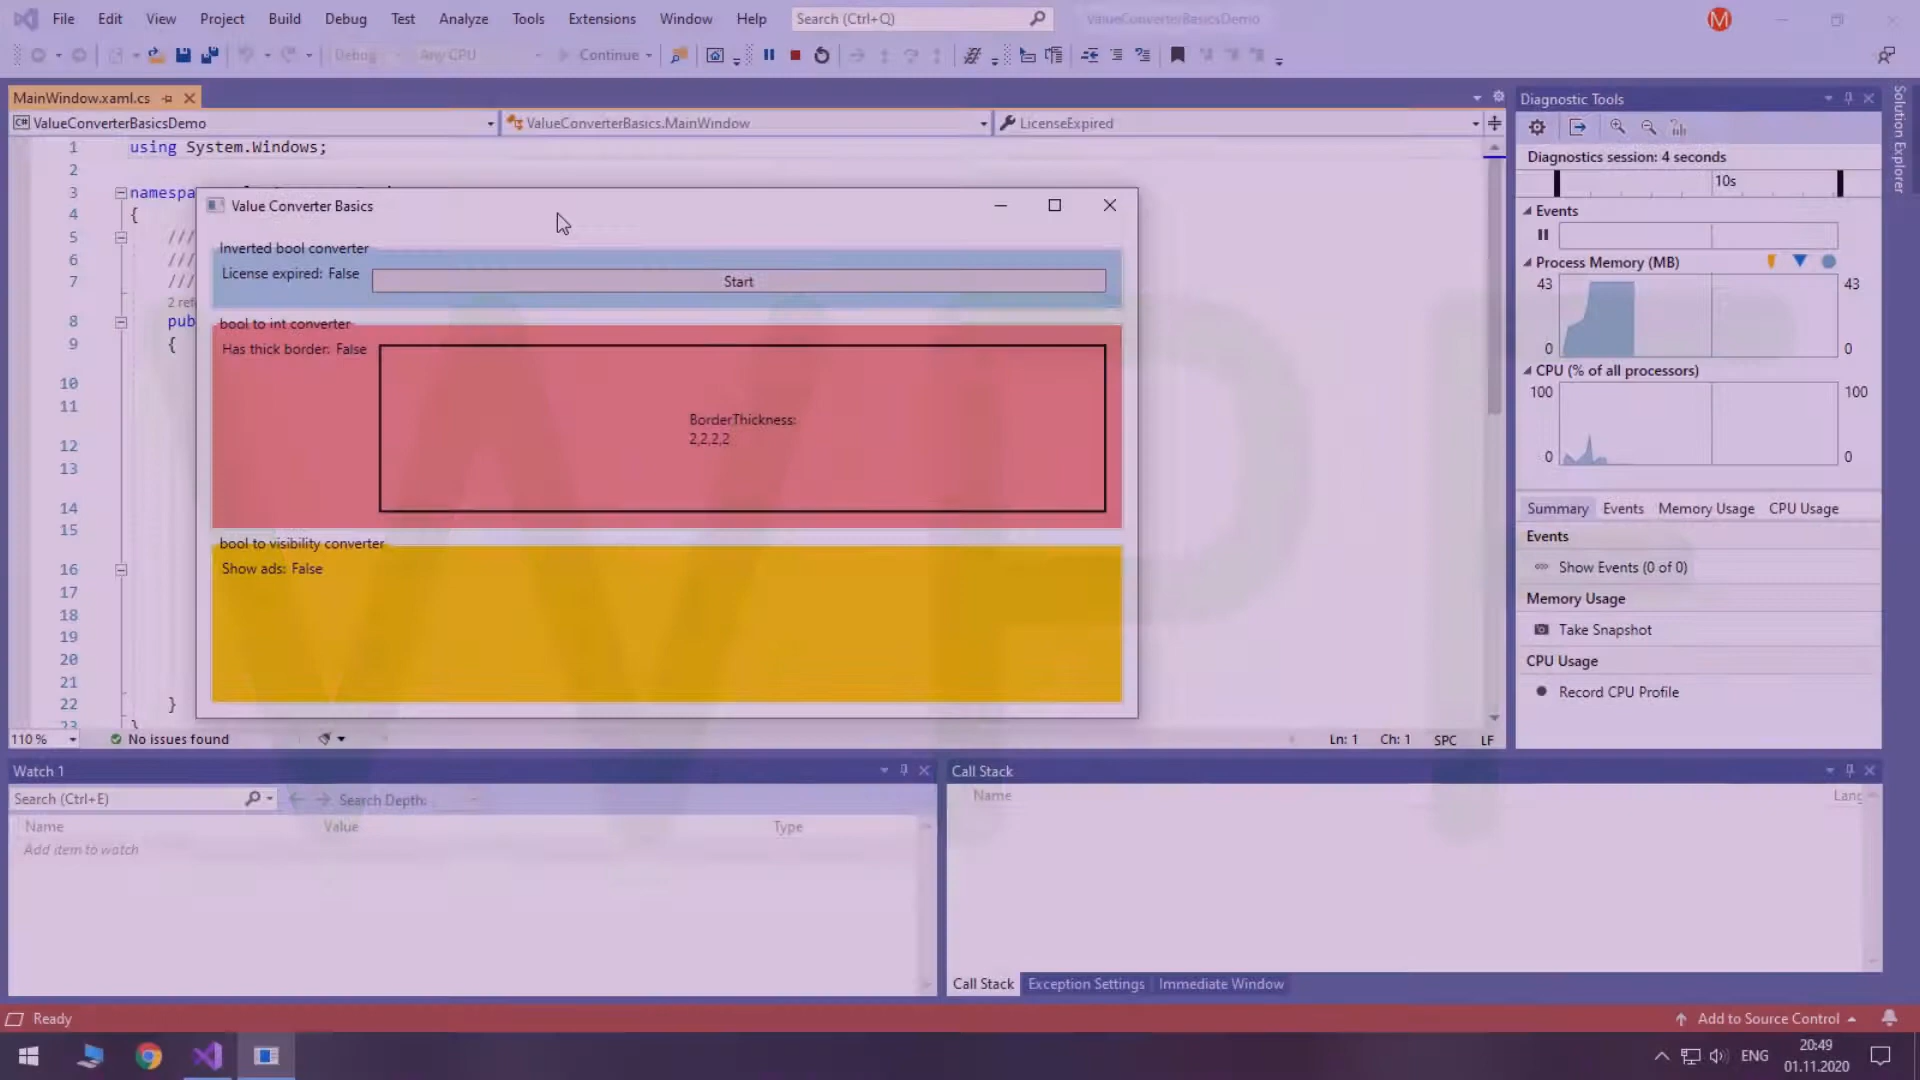 File Edit View Project Build Debug Test Analyze Tools Extensions Window Help Search (Ctrl+Q) ValueConverterBasicsDemo M
Debug Any CPU Continue
MainWindow.xaml.cs
ValueConverterBasicsDemo ValueConverterBasics.MainWindow LicenseExpired
1 using System.Windows;
2
3 namespa
4 {
5 ///
6 ///
7 ///
2 ref
8 pub
9 {
10
11
12
13
14
15
16
17
18
19
20
21
22 }
23 }
Value Converter Basics
Inverted bool converter
License expired: False Start
bool to int converter
Has thick border: False
BorderThickness:
2,2,2,2
bool to visibility converter
Show ads: False
110 % No issues found Ln: 1 Ch: 1 SPC LF
Diagnostic Tools
Diagnostics session: 4 seconds
10s
Events
Process Memory (MB)
43 43
0 0
CPU (% of all processors)
100 100
0 0
Summary Events Memory Usage CPU Usage
Events
Show Events (0 of 0)
Memory Usage
Take Snapshot
CPU Usage
Record CPU Profile
Solution Explorer
Watch 1
Search (Ctrl+E) Search Depth:
Name Value Type
Add item to watch
Call Stack
Name Lang
Call Stack Exception Settings Immediate Window
Ready Add to Source Control
ENG 20:49
01.11.2020